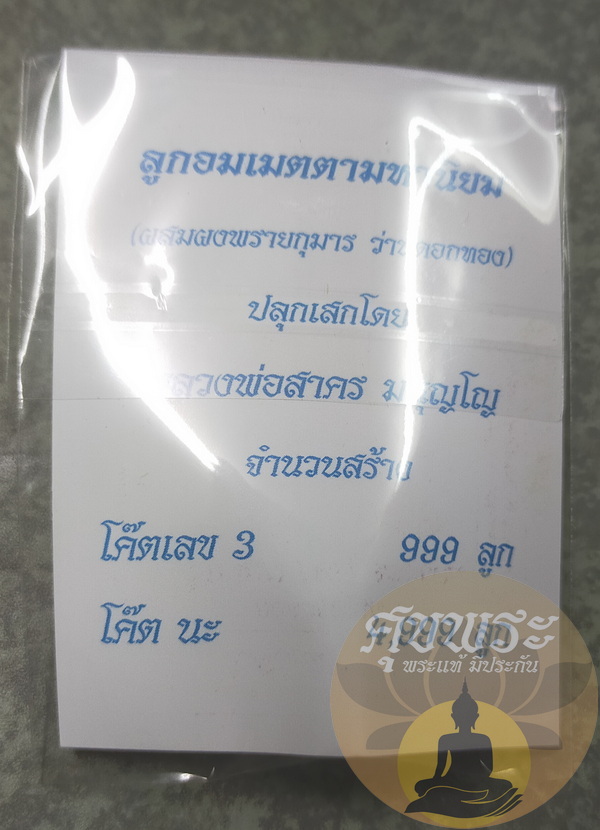 ลูกอมเมตตามหานิยม
(ผสมผงพรายกุมาร ว่านดอกทอง)
ปลุกเสกโดย
หลวงพ่อสาคร มนุญโญ
จำนวนสร้าง
โค๊ตเลข 3 999 ลูก
โค๊ต นะ 4,999 ลูก
ศุขพระ
พระแท้ มีประกัน